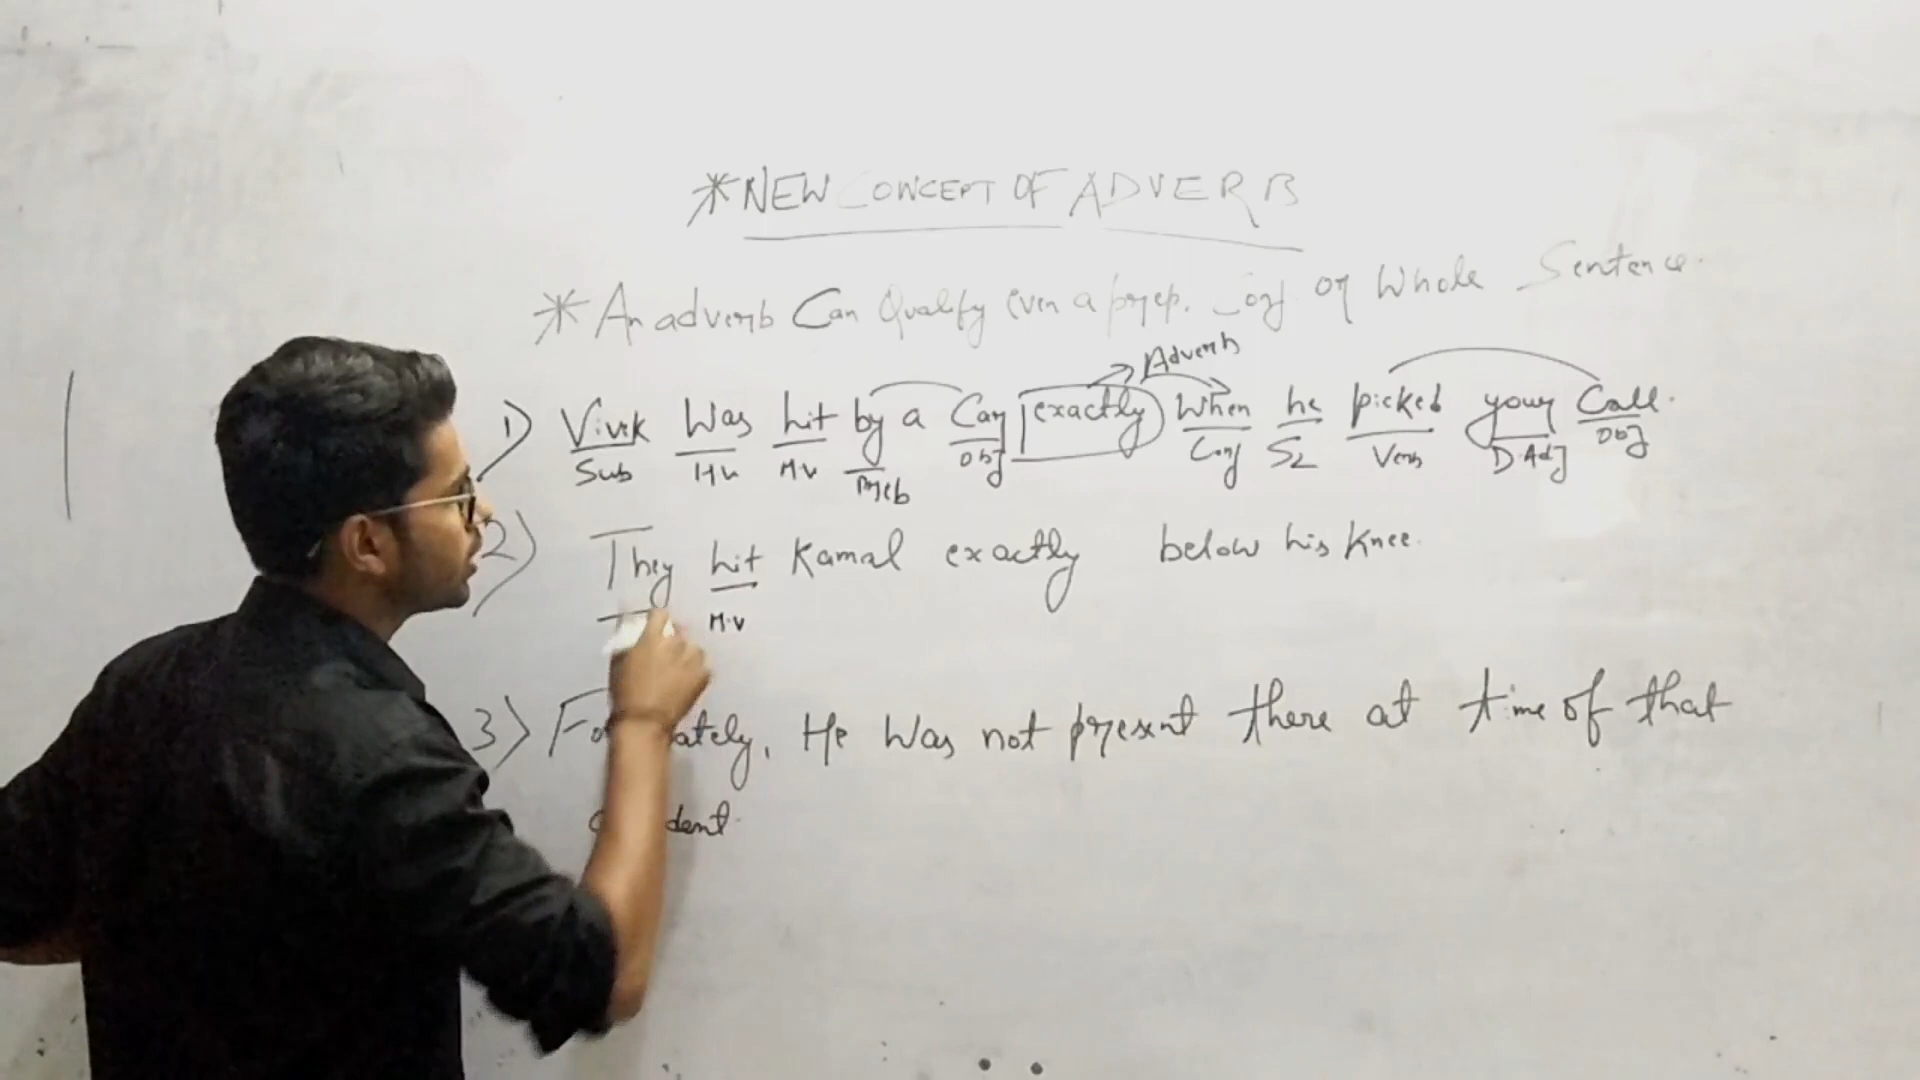 * NEW CONCEPT OF ADVERB
* An adverb Can Qualify even a prep. Conj or Whole Sentence.
Adverb
1) Vivek Was hit by a Car exactly When he picked your Call.
Sub H.v M.v Prep Obj Conj S2 Verb D.Adj Obj
2) They hit Kamal exactly below his Knee.
M.v
3) ately, He Was not present there at time of that
dent.